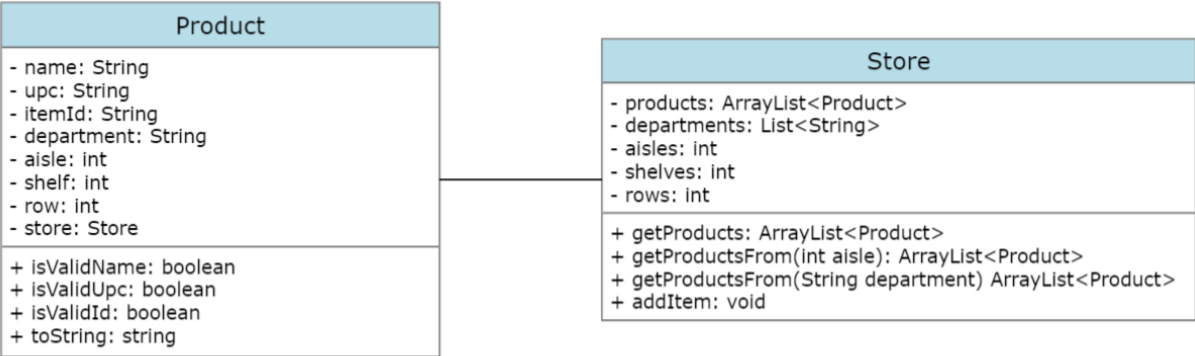 Product
- name: String
- upc: String
- itemId: String
- department: String
- aisle: int
- shelf: int
- row: int
- store: Store
+ isValidName: boolean
+ isValidUpc: boolean
+ isValidId: boolean
+ toString: string
Store
- products: ArrayList<Product>
- departments: List<String>
- aisles: int
- shelves: int
- rows: int
+ getProducts: ArrayList<Product>
+ getProductsFrom(int aisle): ArrayList<Product>
+ getProductsFrom(String department) ArrayList<Product>
+ addItem: void